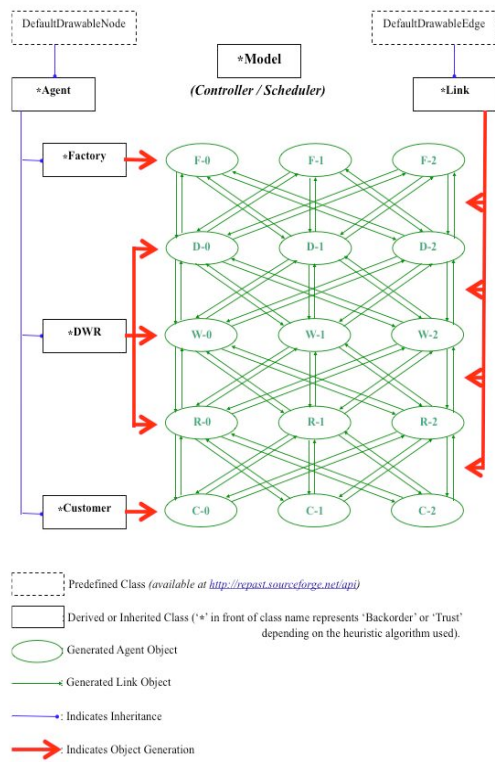 DefaultDrawableNode
DefaultDrawableEdge
*Model
*Agent
(Controller / Scheduler)
*Link
*Factory
F-0
F-1
F-2
D-0
D-1
D-2
*DWR
W-0
W-1
W-2
R-0
R-1
R-2
*Customer
C-0
C-1
C-2
: Predefined Class (available at http://repast.sourceforge.net/api)
: Derived or Inherited Class ('*' in front of class name represents 'Backorder' or 'Trust'
depending on the heuristic algorithm used).
: Generated Agent Object
: Generated Link Object
: Indicates Inheritance
: Indicates Object Generation